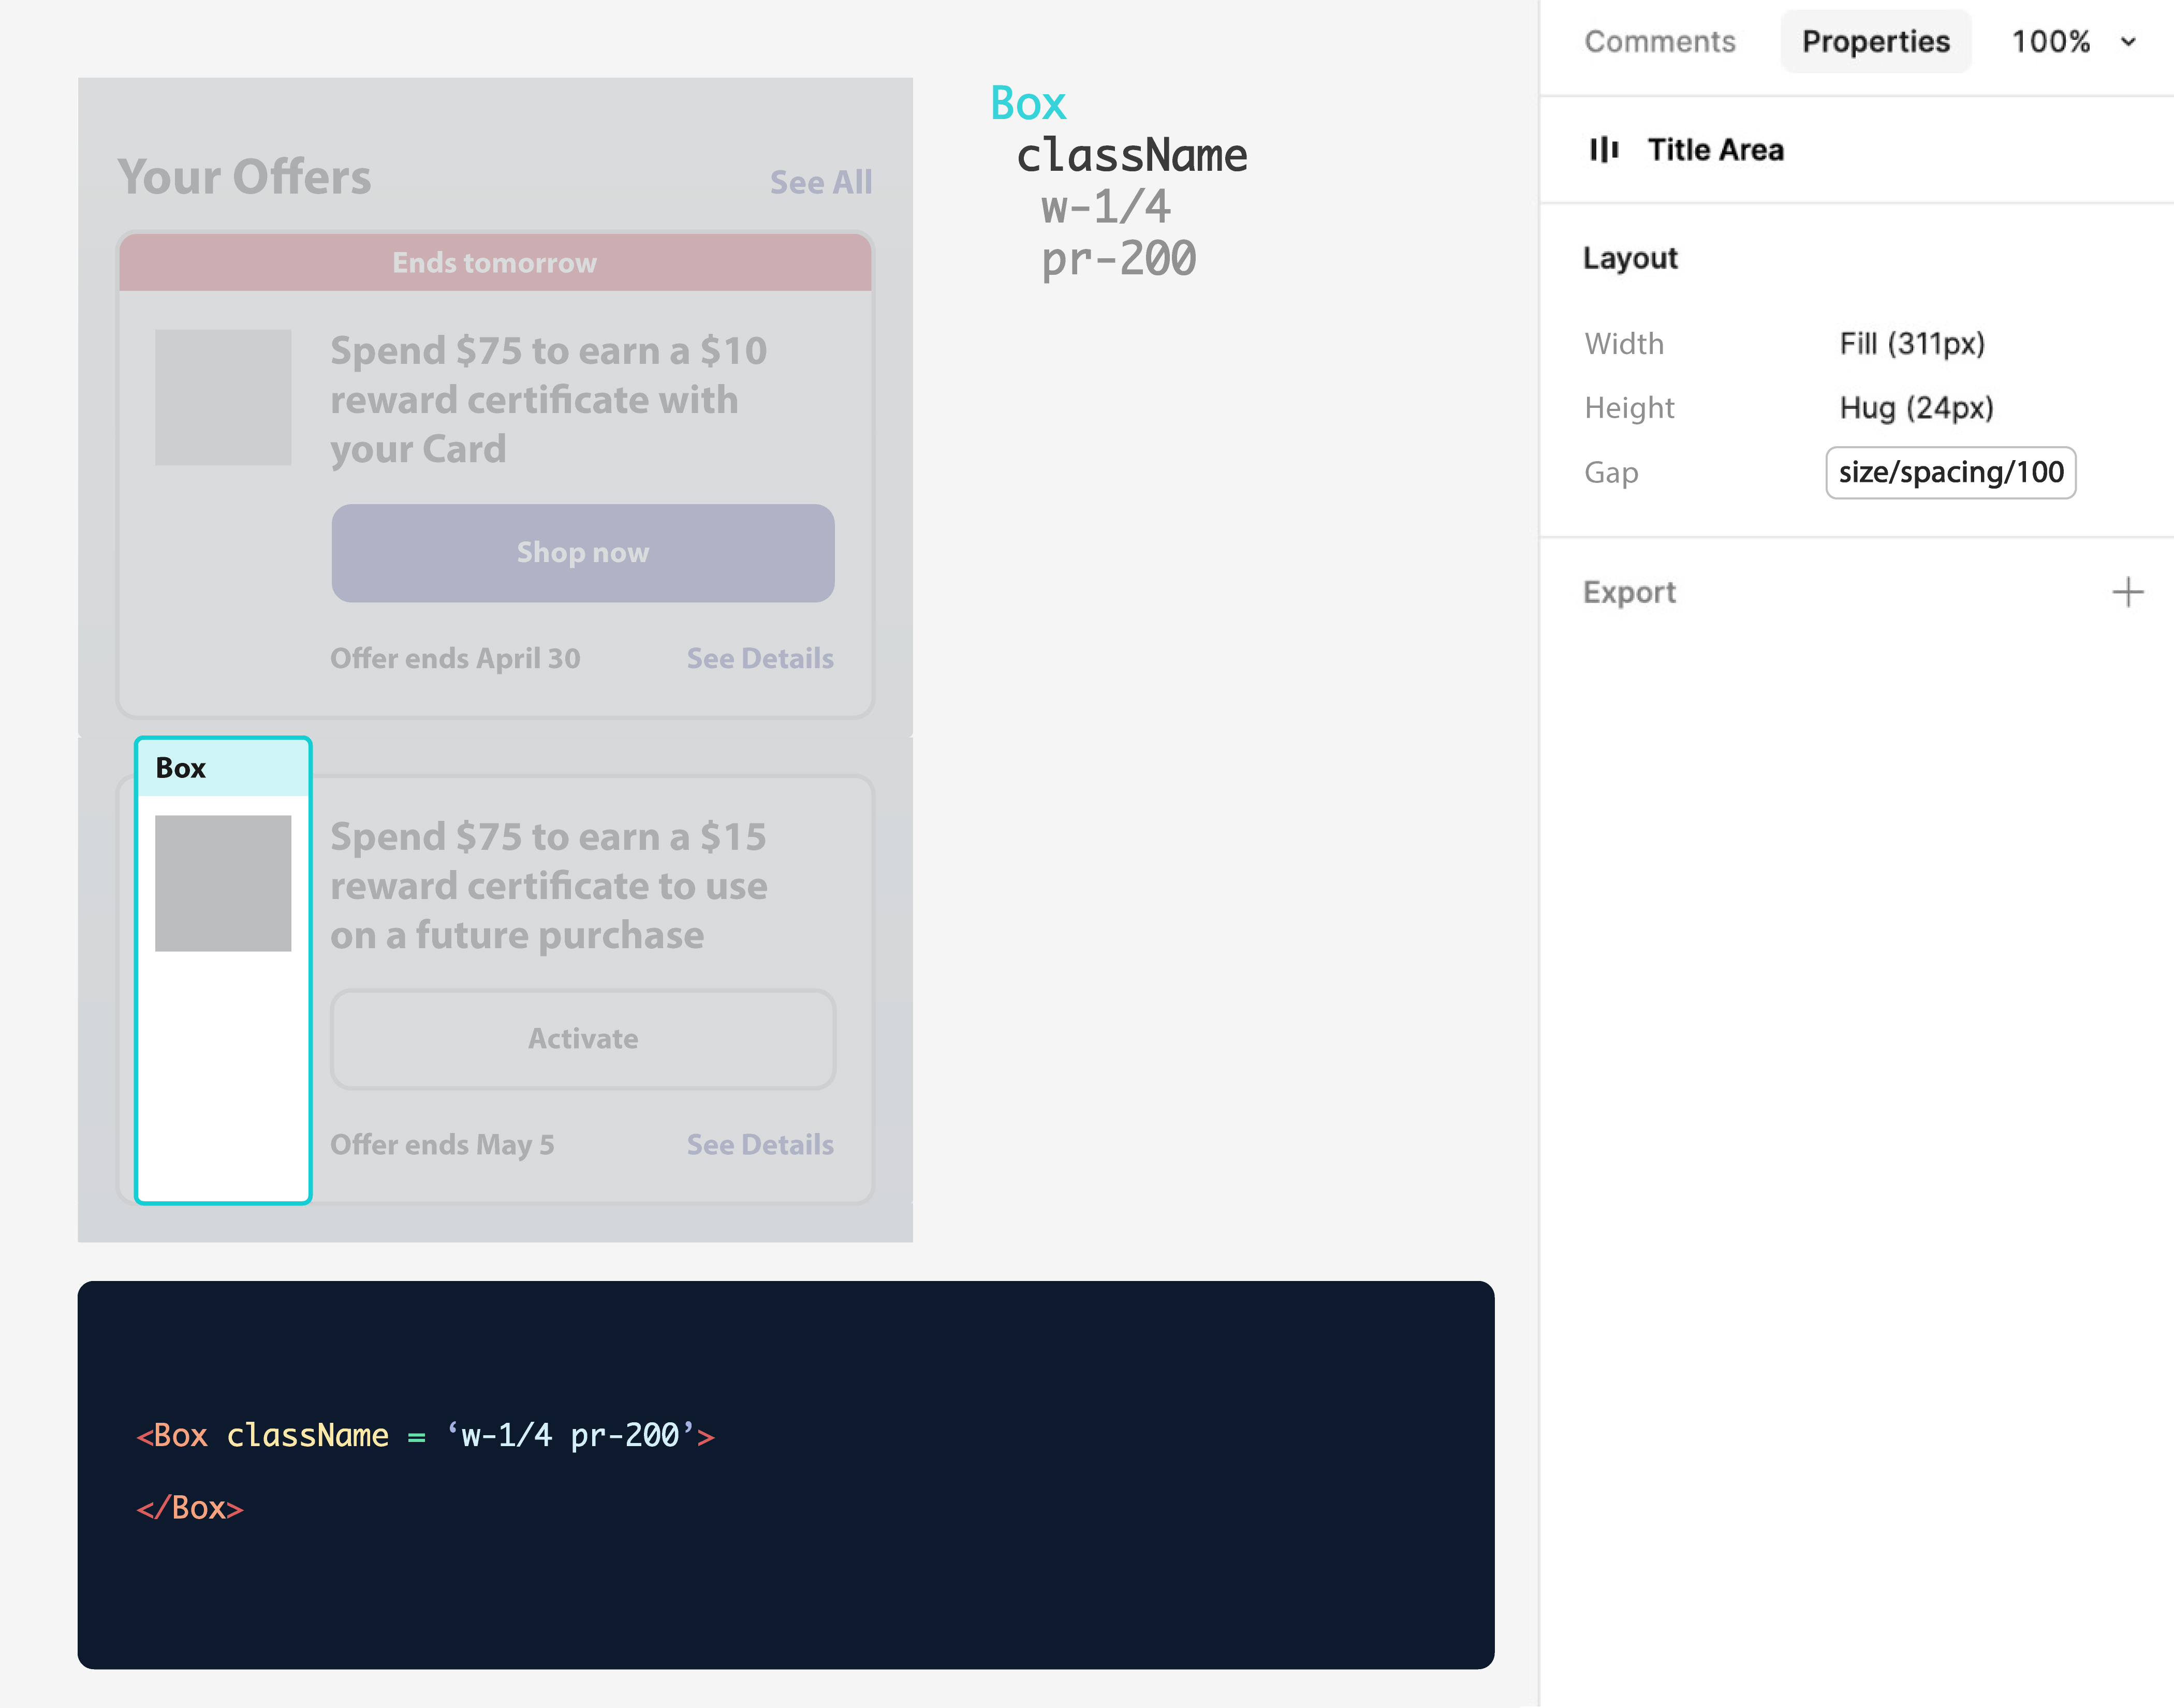 Comments Properties 100%
Title Area
Layout
Width Fill (311px)
Height Hug (24px)
Gap size/spacing/100
Export
Box
className
w-1/4
pr-200
Your Offers See All
Ends tomorrow
Spend $75 to earn a $10
reward certificate with
your Card
Shop now
Offer ends April 30 See Details
Box
Spend $75 to earn a $15
reward certificate to use
on a future purchase
Activate
Offer ends May 5 See Details
<Box className = ‘w-1/4 pr-200’>
</Box>